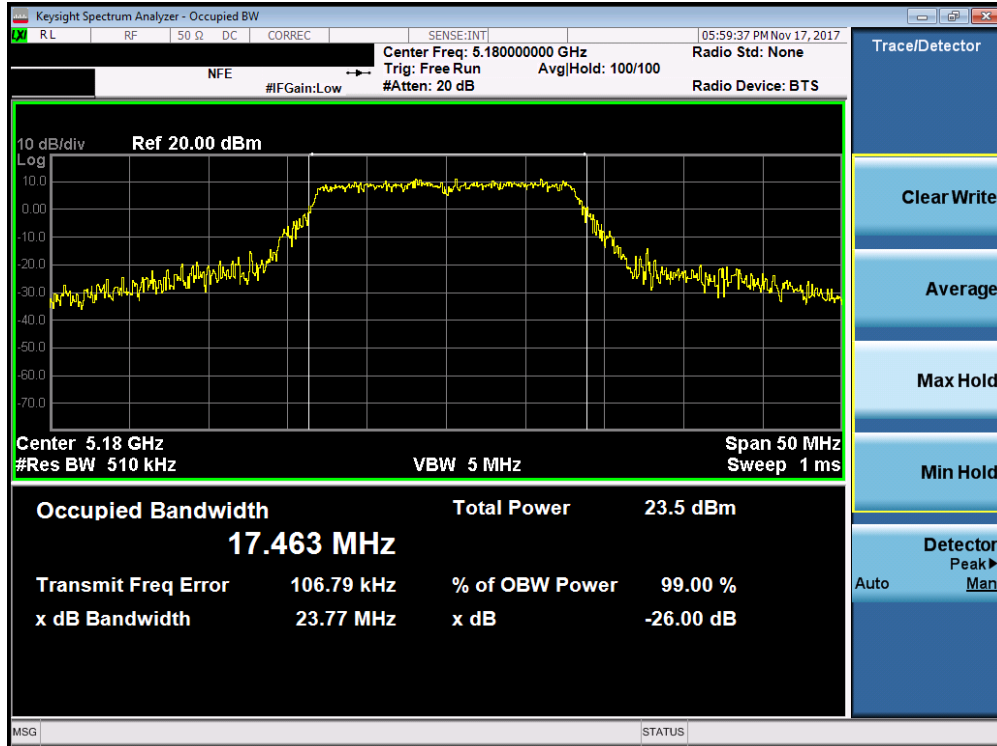 Keysight Spectrum Analyzer - Occupied BW
LXI RL RF 50 Ω DC CORREC SENSE:INT 05:59:37 PM Nov 17, 2017
Center Freq: 5.180000000 GHz Radio Std: None
NFE Trig: Free Run Avg|Hold: 100/100
#IFGain:Low #Atten: 20 dB Radio Device: BTS
Trace/Detector
10 dB/div Ref 20.00 dBm
Log
10.0
0.00
-10.0
-20.0
-30.0
-40.0
-50.0
-60.0
-70.0
Center 5.18 GHz Span 50 MHz
#Res BW 510 kHz VBW 5 MHz Sweep 1 ms
Occupied Bandwidth Total Power 23.5 dBm
17.463 MHz
Transmit Freq Error 106.79 kHz % of OBW Power 99.00 %
x dB Bandwidth 23.77 MHz x dB -26.00 dB
Clear Write
Average
Max Hold
Min Hold
Detector
Peak▶
Auto Man
MSG STATUS